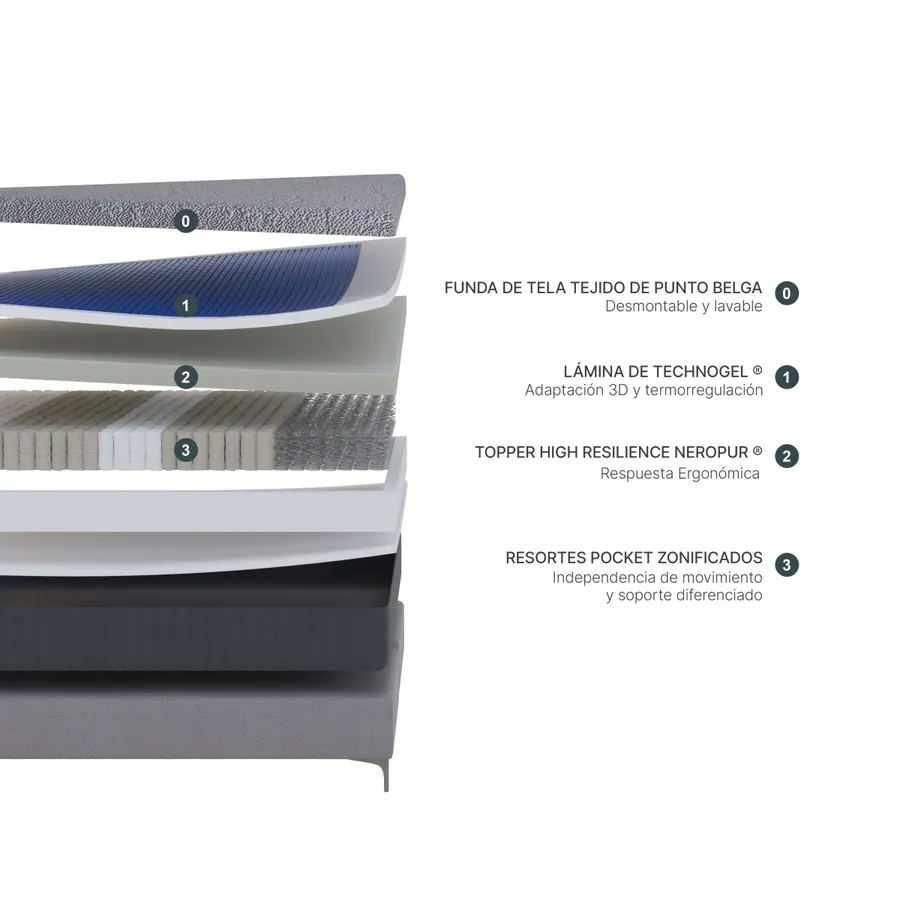 0
1
2
3
FUNDA DE TELA TEJIDO DE PUNTO BELGA
Desmontable y lavable
0
LÁMINA DE TECHNOGEL ®
Adaptación 3D y termorregulación
1
TOPPER HIGH RESILIENCE NEROPUR ®
Respuesta Ergonómica
2
RESORTES POCKET ZONIFICADOS
Independencia de movimiento
y soporte diferenciado
3